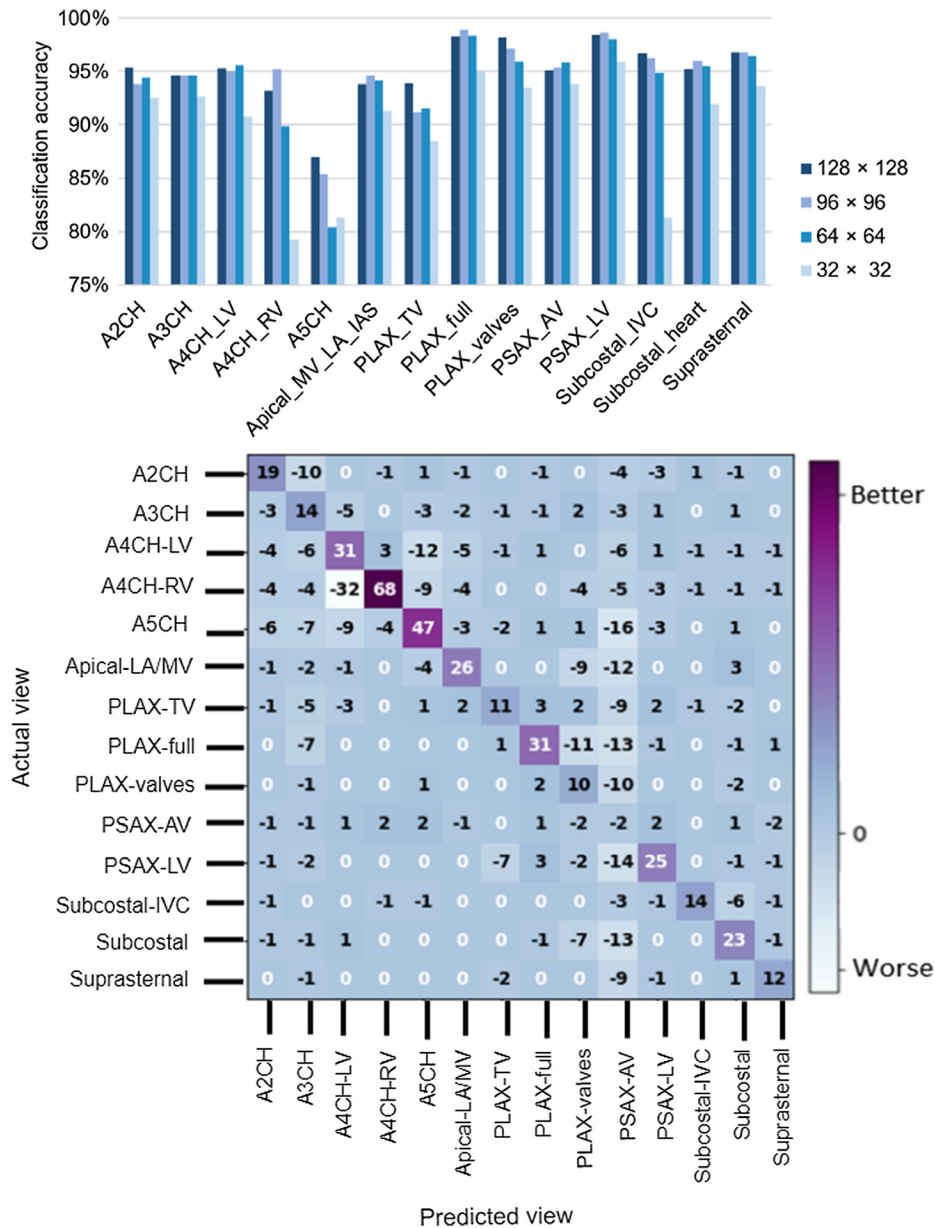 100%
95%
90%
85%
80%
75%
Classification accuracy
A2CH
A3CH
A4CH_LV
A4CH_RV
A5CH
Apical_MV_LA_IAS
PLAX_TV
PLAX_full
PLAX_valves
PSAX_AV
PSAX_LV
Subcostal_IVC
Subcostal_heart
Suprasternal
128 × 128
96 × 96
64 × 64
32 × 32
Actual view
A2CH 19 -10 0 -1 1 -1 0 -1 0 -4 -3 1 -1 0
A3CH -3 14 -5 0 -3 -2 -1 -1 2 -3 1 0 1 0
A4CH-LV -4 -6 31 3 -12 -5 -1 1 0 -6 1 -1 -1 -1
A4CH-RV -4 -4 -32 68 -9 -4 0 0 -4 -5 -3 -1 -1 -1
A5CH -6 -7 -9 -4 47 -3 -2 1 1 -16 -3 0 1 0
Apical-LA/MV -1 -2 -1 0 -4 26 0 0 -9 -12 0 0 3 0
PLAX-TV -1 -5 -3 0 1 2 11 3 2 -9 2 -1 -2 0
PLAX-full 0 -7 0 0 0 0 1 31 -11 -13 -1 0 -1 1
PLAX-valves 0 -1 0 0 1 0 0 2 10 -10 0 0 -2 0
PSAX-AV -1 -1 1 2 2 -1 0 1 -2 -2 2 0 1 -2
PSAX-LV -1 -2 0 0 0 0 -7 3 -2 -14 25 0 -1 -1
Subcostal-IVC -1 0 0 -1 -1 0 0 0 0 -3 -1 14 -6 -1
Subcostal -1 -1 1 0 0 0 0 -1 -7 -13 0 0 23 -1
Suprasternal 0 -1 0 0 0 0 -2 0 0 -9 -1 0 1 12
Better
0
Worse
A2CH
A3CH
A4CH-LV
A4CH-RV
A5CH
Apical-LA/MV
PLAX-TV
PLAX-full
PLAX-valves
PSAX-AV
PSAX-LV
Subcostal-IVC
Subcostal
Suprasternal
Predicted view